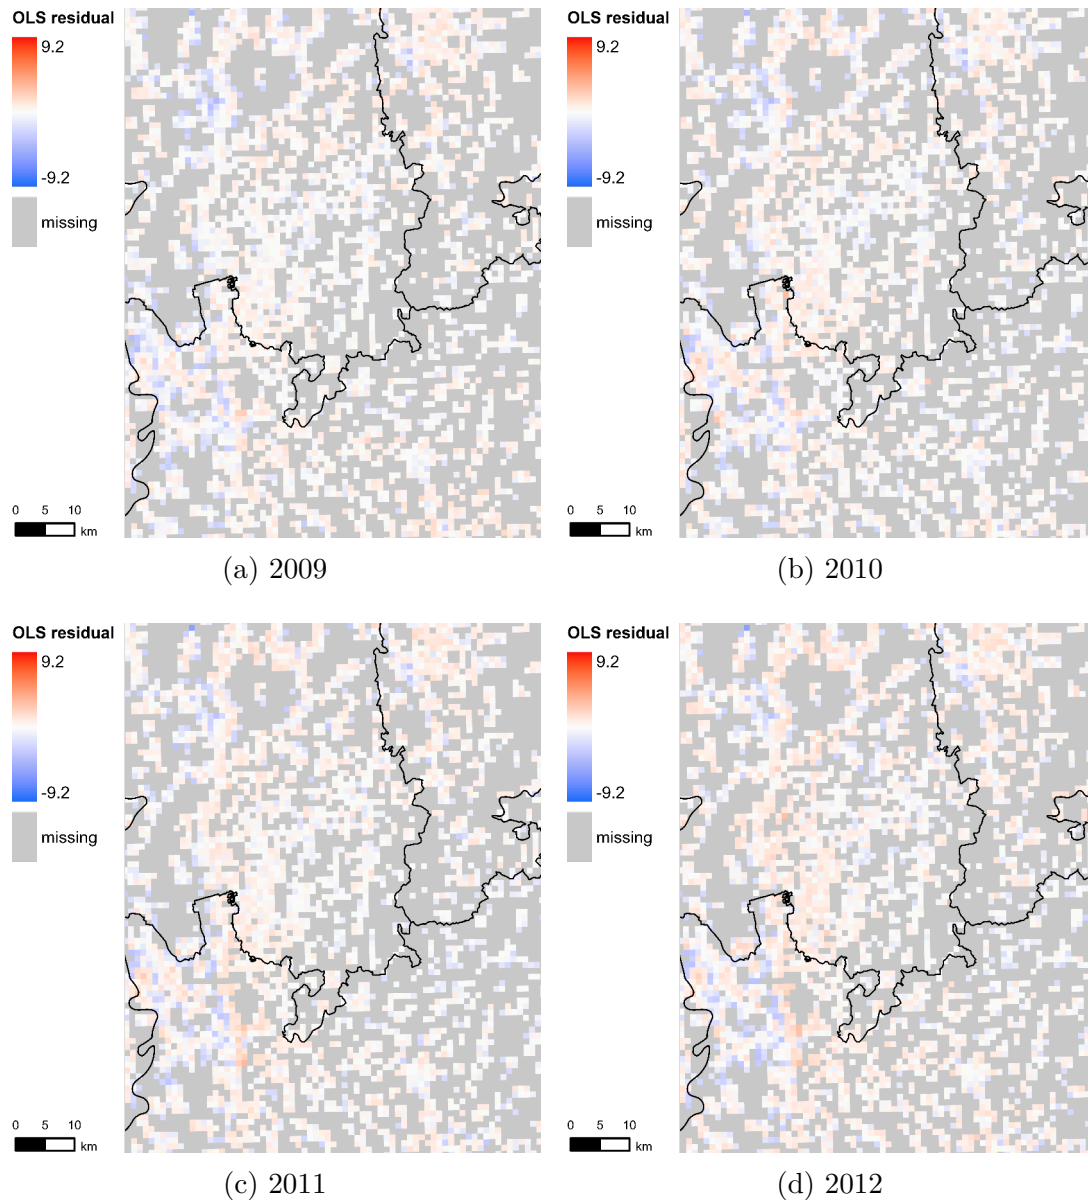 OLS residual
9.2
-9.2
missing
0 5 10
km
(a) 2009
OLS residual
9.2
-9.2
missing
0 5 10
km
(b) 2010
OLS residual
9.2
-9.2
missing
0 5 10
km
(c) 2011
OLS residual
9.2
-9.2
missing
0 5 10
km
(d) 2012